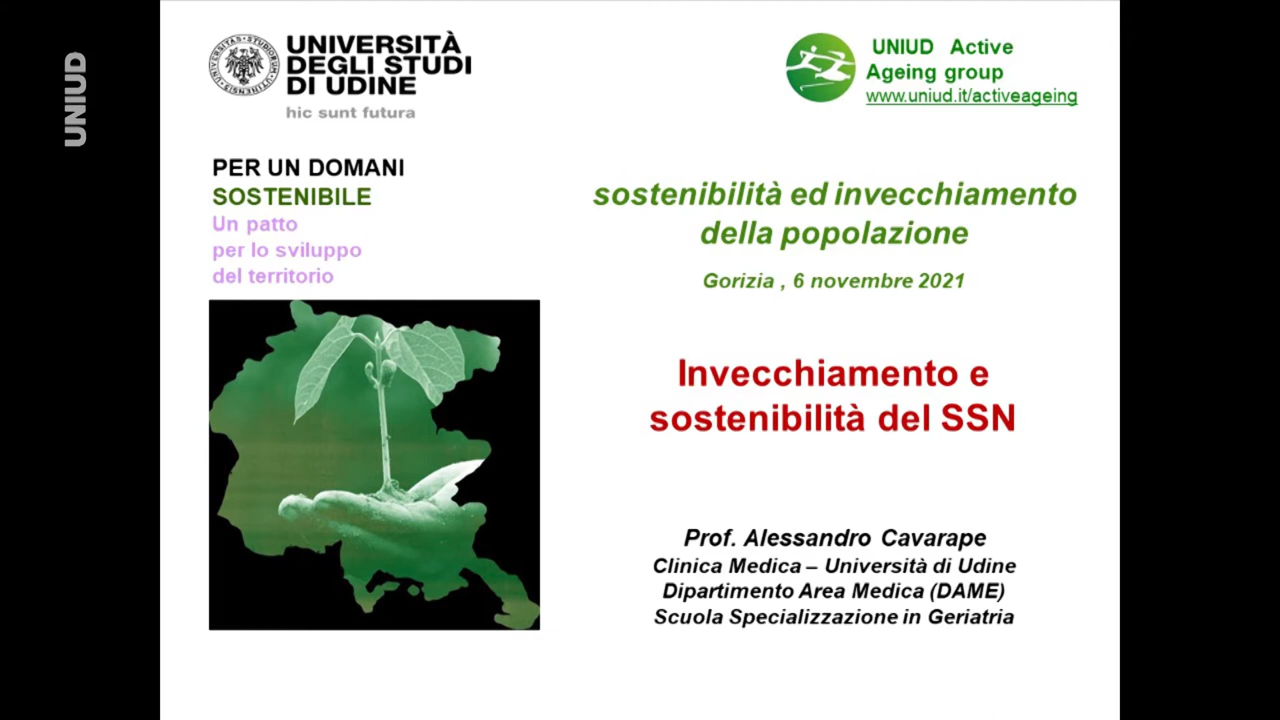 UNIUD
UNIVERSITÀ
DEGLI STUDI
DI UDINE
hic sunt futura
UNIUD Active
Ageing group
www.uniud.it/activeageing
PER UN DOMANI
SOSTENIBILE
Un patto
per lo sviluppo
del territorio
sostenibilità ed invecchiamento
della popolazione
Gorizia , 6 novembre 2021
Invecchiamento e
sostenibilità del SSN
Prof. Alessandro Cavarape
Clinica Medica – Università di Udine
Dipartimento Area Medica (DAME)
Scuola Specializzazione in Geriatria